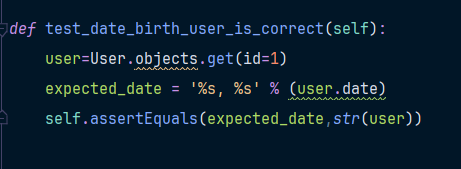 def test_date_birth_user_is_correct(self):
user=User.objects.get(id=1)
expected_date = '%s, %s' % (user.date)
self.assertEquals(expected_date,str(user))